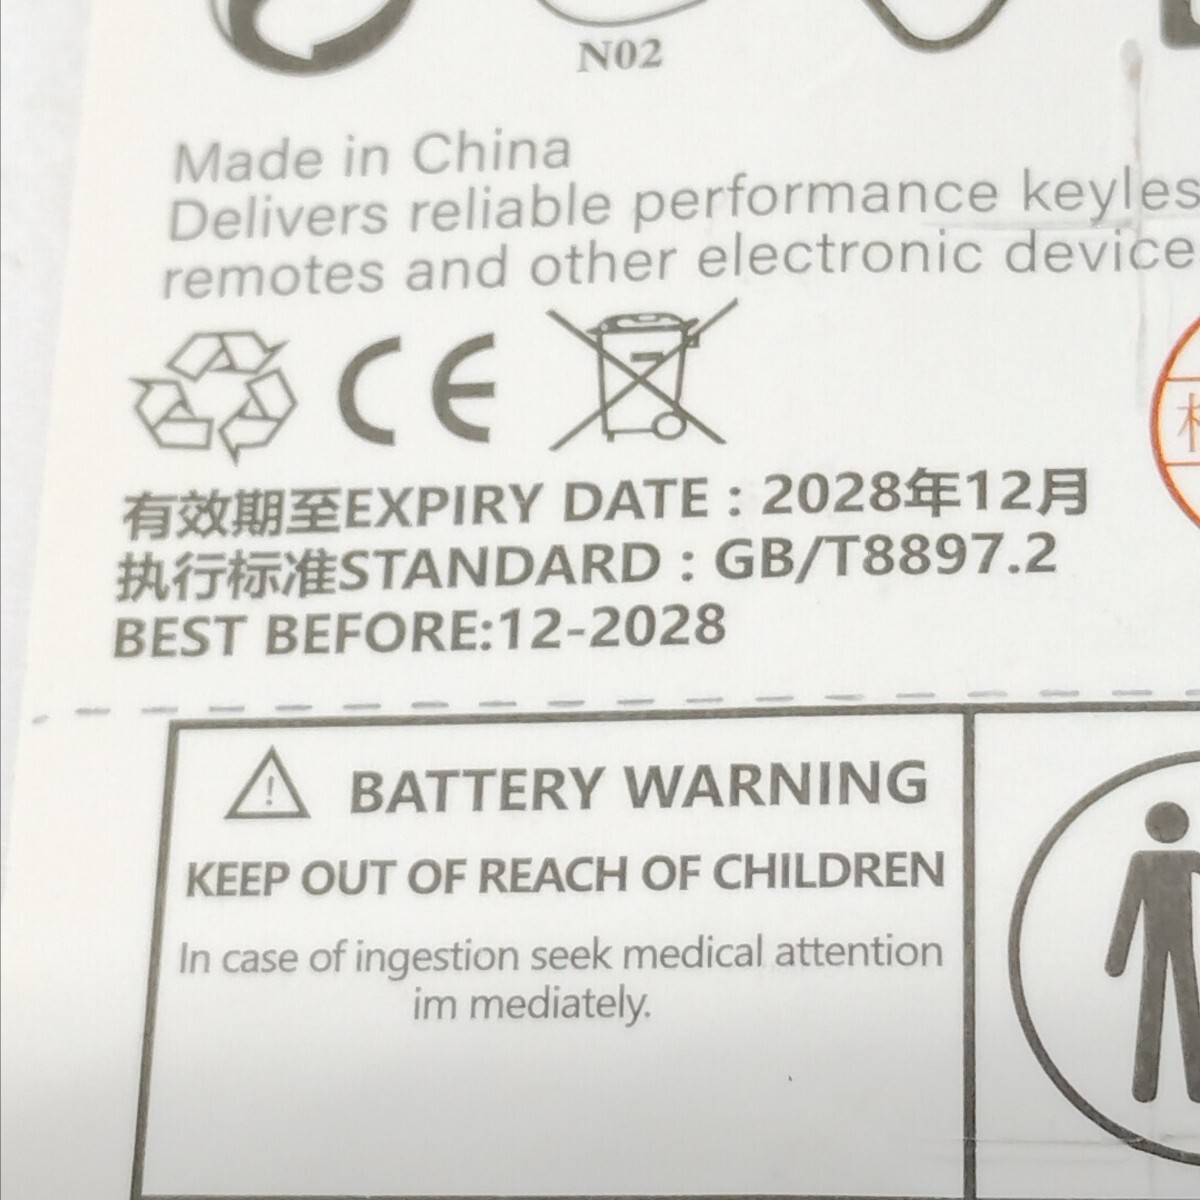 N02
Made in China
Delivers reliable performance keyles
remotes and other electronic device
CE
有效期至EXPIRY DATE : 2028年12月
执行标准STANDARD : GB/T8897.2
BEST BEFORE:12-2028
! BATTERY WARNING
KEEP OUT OF REACH OF CHILDREN
In case of ingestion seek medical attention
im mediately.